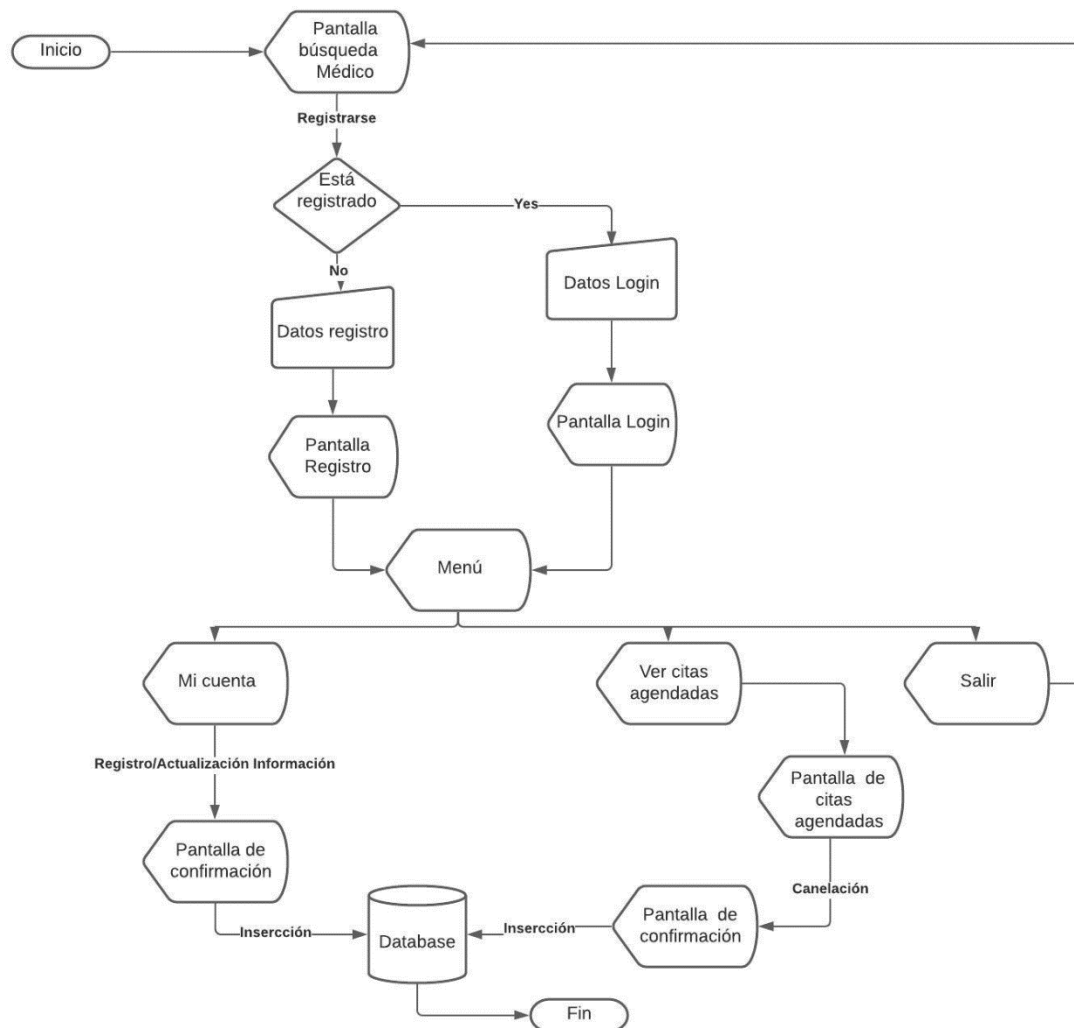 Inicio
Pantalla
búsqueda
Médico
Registrarse
Está
registrado
Yes
No
Datos registro
Datos Login
Pantalla
Registro
Pantalla Login
Menú
Mi cuenta
Ver citas
agendadas
Salir
Registro/Actualización Información
Pantalla de
citas
agendadas
Pantalla de
confirmación
Canelación
Insercción
Database
Insercción
Pantalla de
confirmación
Fin